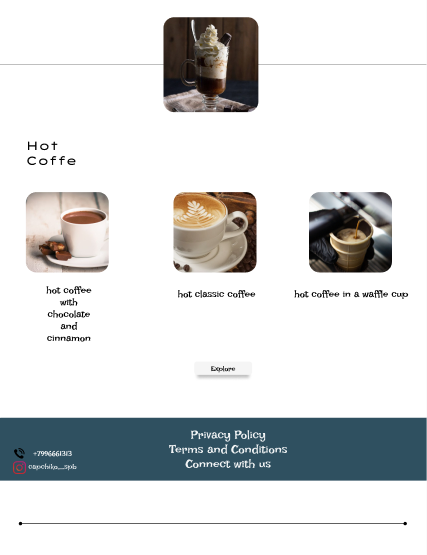 Hot
Coffe
hot coffee
with
chocolate
and
cinnamon
hot classic coffee
hot coffee in a waffle cup
Explore
Privacy Policy
Terms and Conditions
Connect with us
+7996661313
capichika__spb